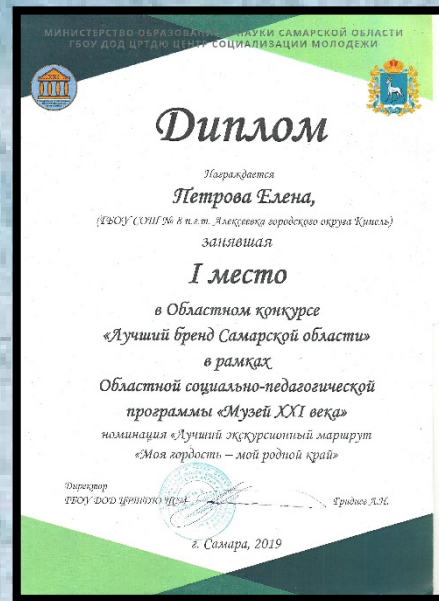 МИНИСТЕРСТВО ОБРАЗОВАНИЯ И НАУКИ САМАРСКОЙ ОБЛАСТИ
ГБОУ ДОД ЦРТДЮ ЦЕНТР СОЦИАЛИЗАЦИИ МОЛОДЕЖИ
Диплом
Награждается
Петрова Елена,
(ГБОУ СОШ № 8 п.г.т. Алексеевка городского округа Кинель)
занявшая
I место
в Областном конкурсе
«Лучший бренд Самарской области»
в рамках
Областной социально-педагогической
программы «Музей XXI века»
номинация «Лучший экскурсионный маршрут
«Моя гордость – мой родной край»
Директор
ГБОУ ДОД ЦРТДЮ ЦСМ Гриднев А.Н.
г. Самара, 2019